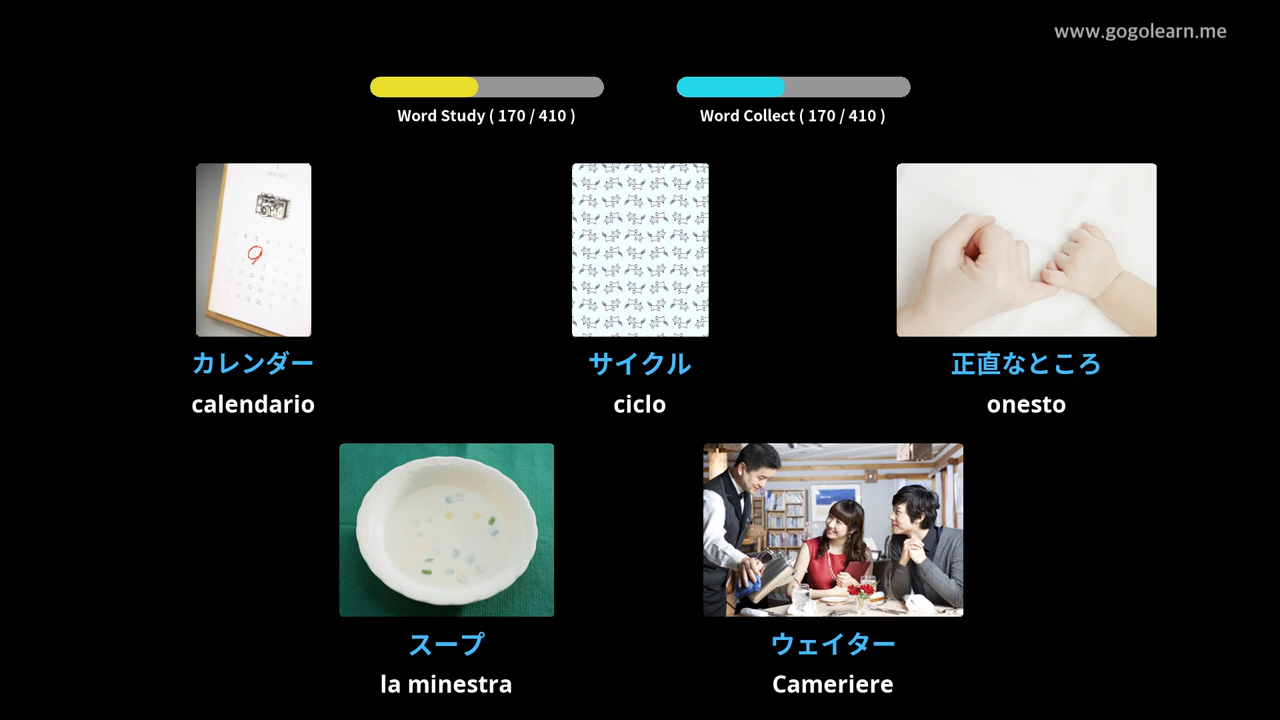 www.gogolearn.me
Word Study ( 170 / 410 )
Word Collect ( 170 / 410 )
カレンダー
calendario
サイクル
ciclo
正直なところ
onesto
スープ
la minestra
ウェイター
Cameriere